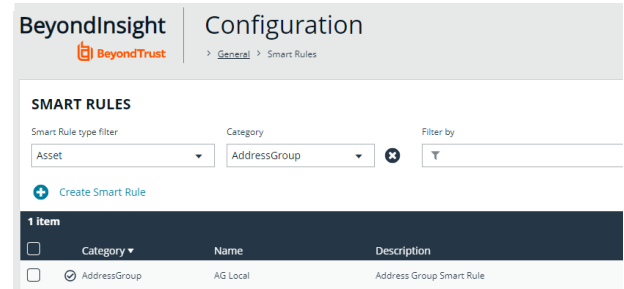 BeyondInsight
BeyondTrust
Configuration
> General > Smart Rules
SMART RULES
Smart Rule type filter Category Filter by
Asset AddressGroup
Create Smart Rule
1 item
Category Name Description
AddressGroup AG Local Address Group Smart Rule